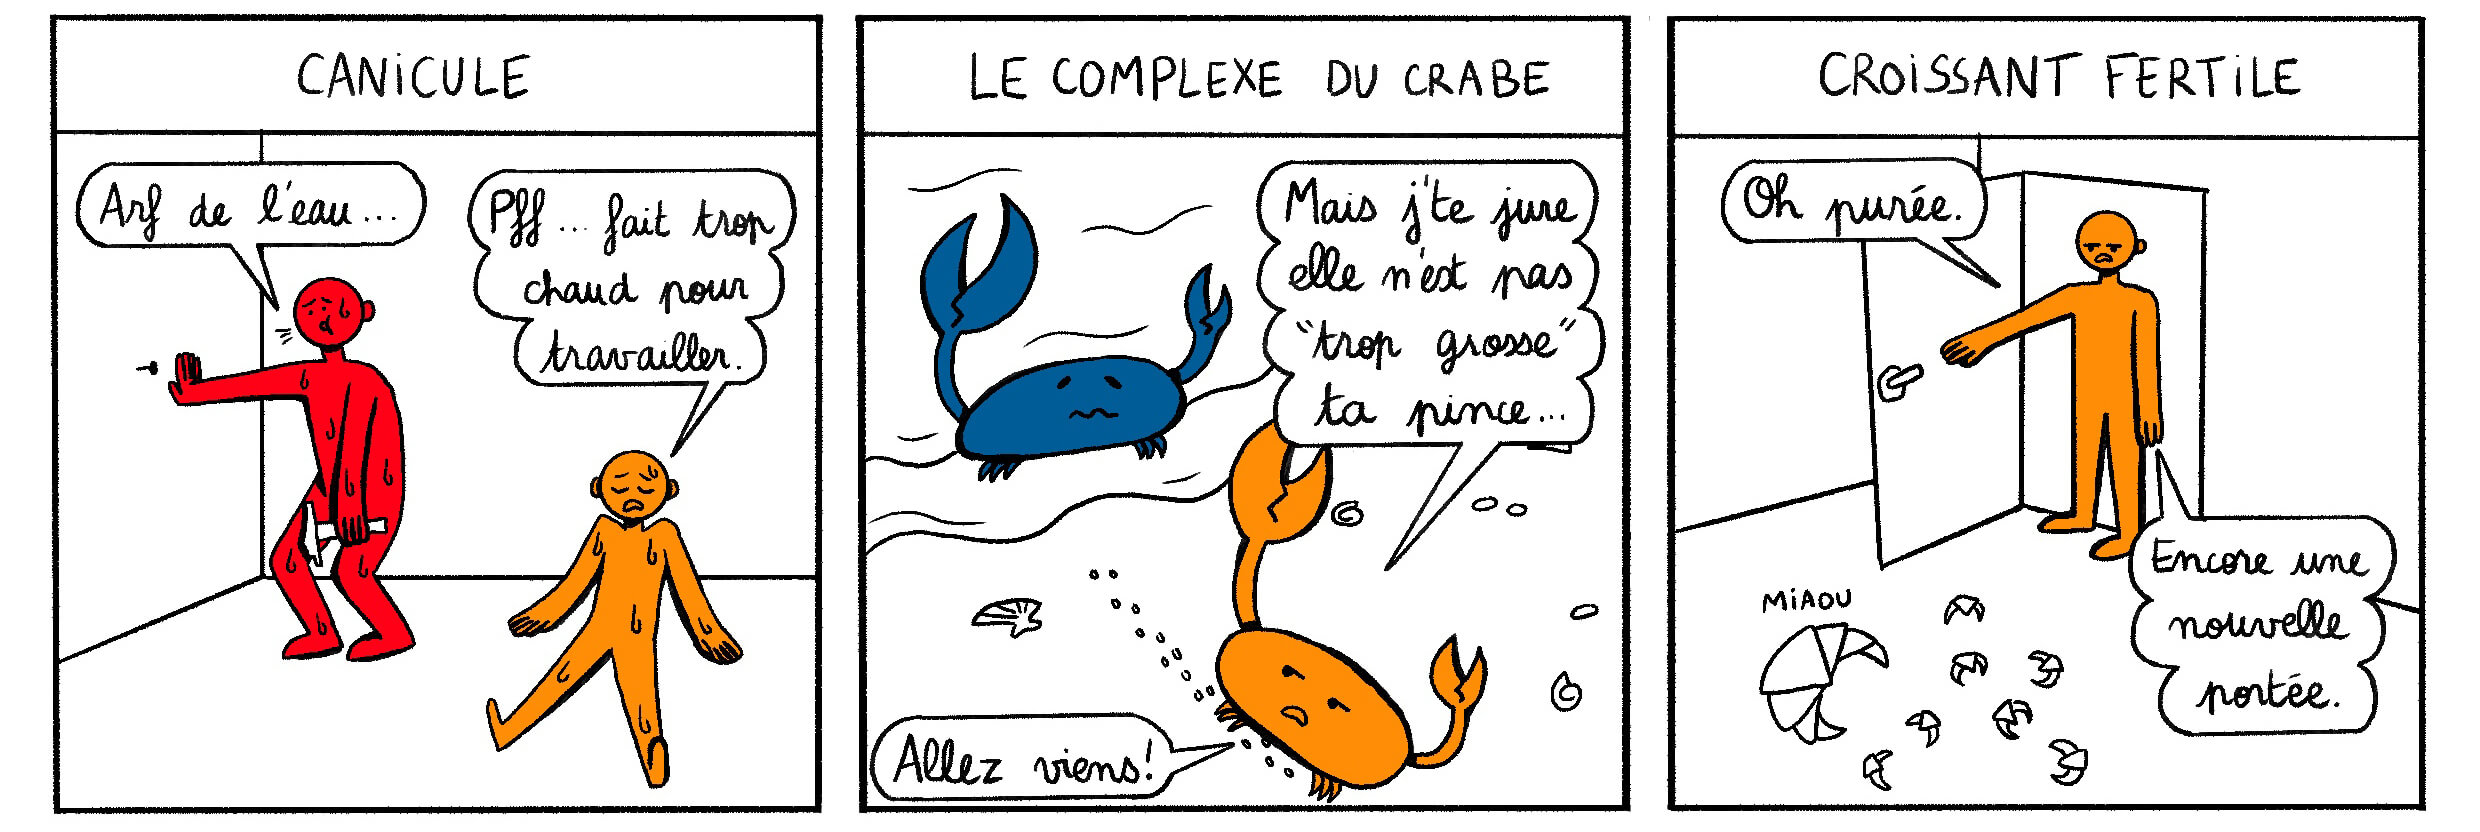 CANiCULE
Arf de l'eau...
Pff... fait trop
chaud pour
travailler.
LE COMPLEXE DU CRABE
Mais j'te jure
elle n'est pas
"trop grosse"
ta pince...
Allez viens!
CROiSSANT FERTiLE
Oh purée.
Encore une
nouvelle
portée.
MiAOU